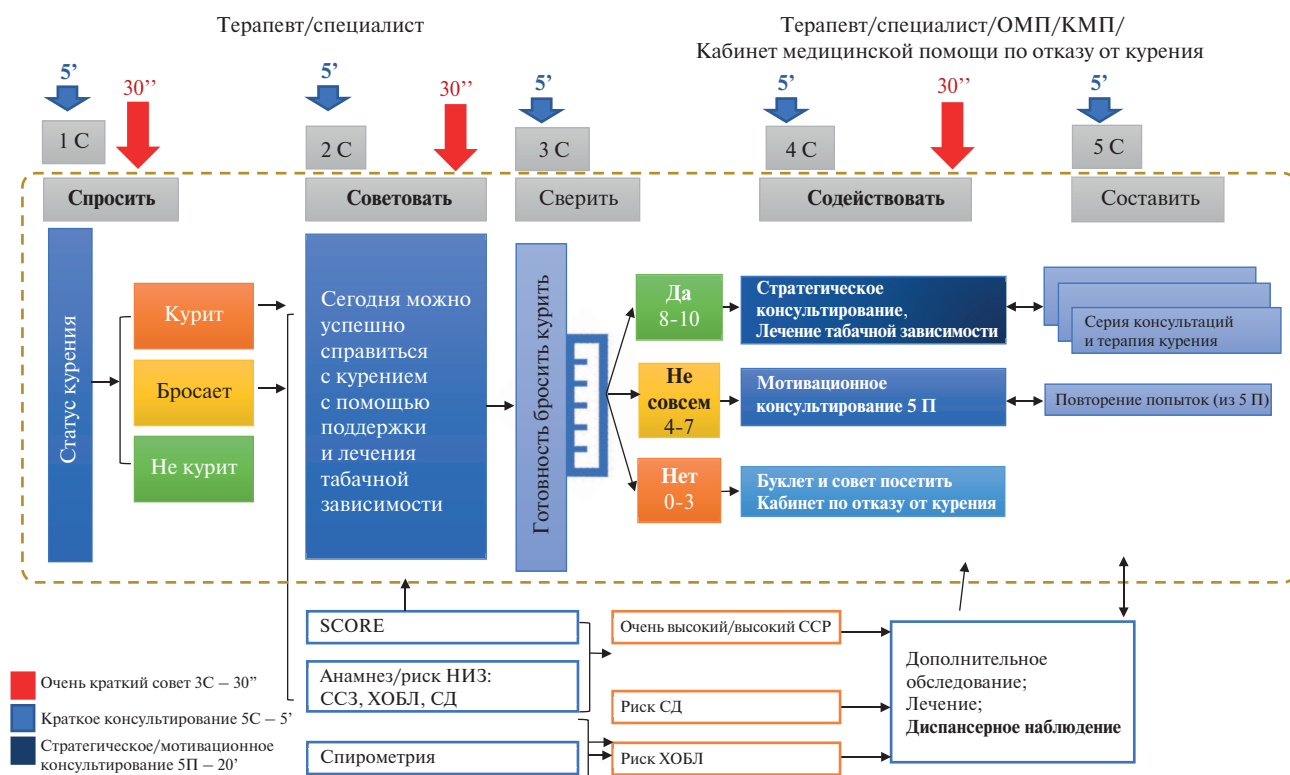 Терапевт/специалист
Терапевт/специалист/ОМП/КМП/
Кабинет медицинской помощи по отказу от курения
5’
30’’
5’
30’’
5’
5’
30’’
5’
1 С
2 С
3 С
4 С
5 С
Спросить
Советовать
Сверить
Содействовать
Составить
Статус курения
Курит
Бросает
Не курит
Сегодня можно
успешно
справиться
с курением
с помощью
поддержки
и лечения
табачной
зависимости
Готовность бросить курить
Да
8-10
Не
совсем
4-7
Нет
0-3
Стратегическое
консультирование,
Лечение табачной зависимости
Мотивационное
консультирование 5 П
Буклет и совет посетить
Кабинет по отказу от курения
Серия консультаций
и терапия курения
Повторение попыток (из 5 П)
SCORE
Анамнез/риск НИЗ:
ССЗ, ХОБЛ, СД
Спирометрия
Очень высокий/высокий ССР
Риск СД
Риск ХОБЛ
Дополнительное
обследование;
Лечение;
Диспансерное наблюдение
Очень краткий совет 3С – 30”
Краткое консультирование 5С – 5’
Стратегическое/мотивационное
консультирование 5П – 20’